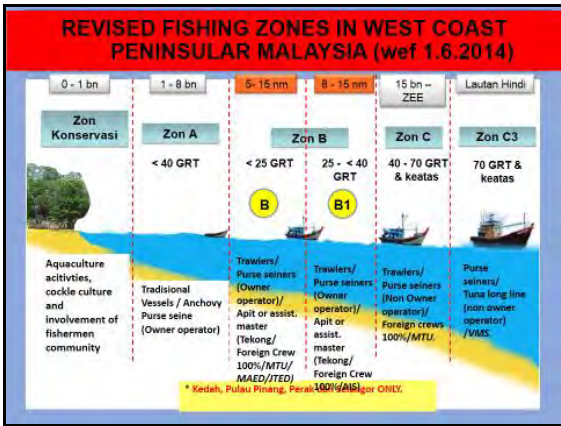 REVISED FISHING ZONES IN WEST COAST
PENINSULAR MALAYSIA (wef 1.6.2014)
0 - 1 bn
1 - 8 bn
5- 15 nm
8 - 15 nm
15 bn –
ZEE
Lautan Hindi
Zon
Konservasi
Zon A
Zon B
Zon C
Zon C3
< 40 GRT
< 25 GRT
25 - < 40
GRT
40 - 70 GRT
& keatas
70 GRT &
keatas
B
B1
Aquaculture
acitivties,
cockle culture
and
involvement of
fishermen
community
Tradisional
Vessels / Anchovy
Purse seine
(Owner operator)
Trawlers/
Purse seiners
(Owner
operator)/
Apit or assist.
master
(Tekong/
Foreign Crew
100%/MTU/
MAED/JTED)
Trawlers/
Purse seiners
(Owner
operator)/
Apit or
assist.
master
(Tekong/
Foreign Crew
100%/AIS)
Trawlers/
Purse seiners
(Non Owner
operator)/
Foreign crews
100%/MTU.
Purse
seiners/
Tuna long line
(non owner
operator)
/VMS.
* Kedah, Pulau Pinang, Perak dan Selangor ONLY.